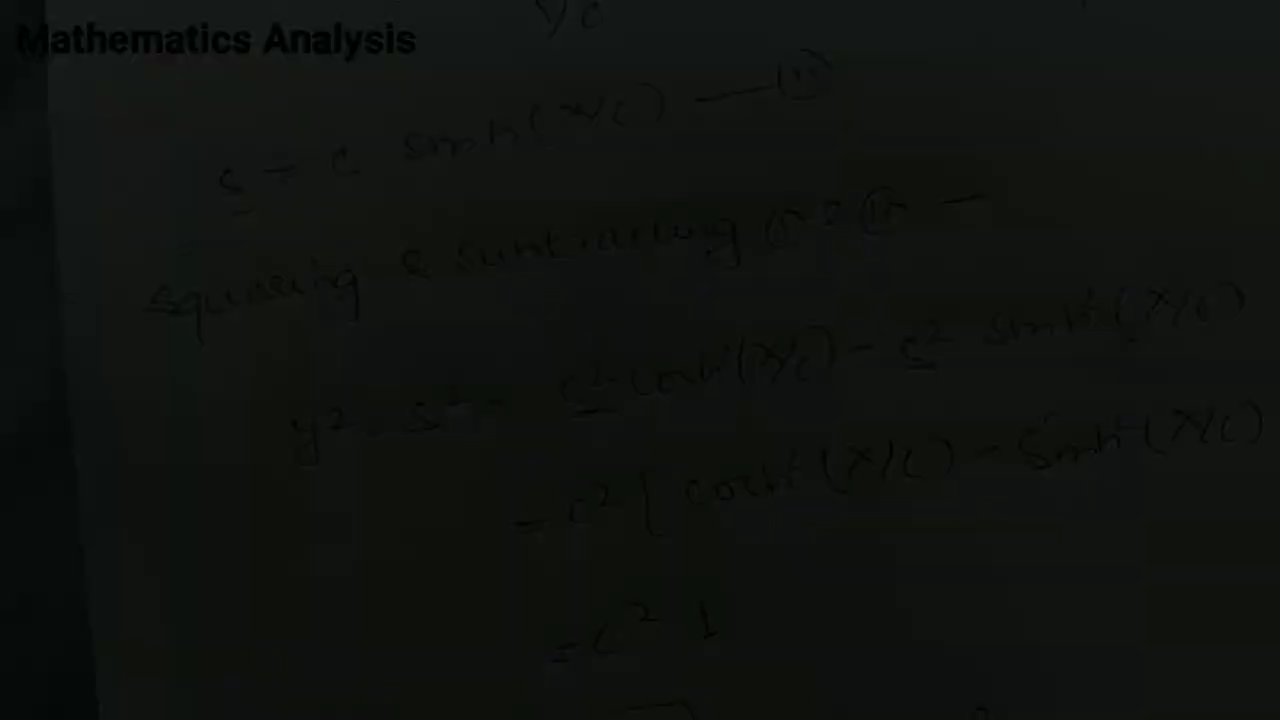 Mathematics Analysis
s = c sinh(x/c) — (ii)
squaring & subtracting (i) & (ii) —
y² - s² = c² cosh²(x/c) - c² sinh²(x/c)
= c² [ cosh²(x/c) - sinh²(x/c)
= c² 1